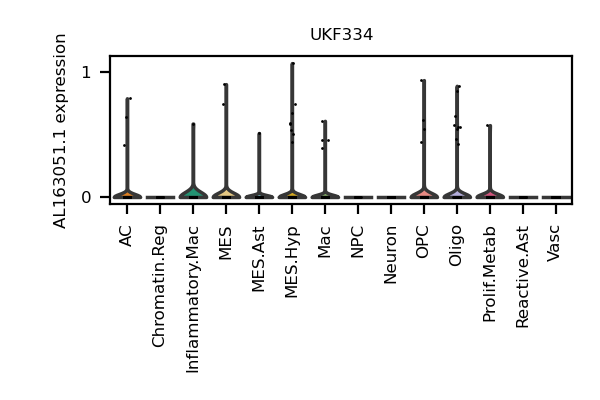 UKF334
AL163051.1 expression
1
0
AC
Chromatin.Reg
Inflammatory.Mac
MES
MES.Ast
MES.Hyp
Mac
NPC
Neuron
OPC
Oligo
Prolif.Metab
Reactive.Ast
Vasc